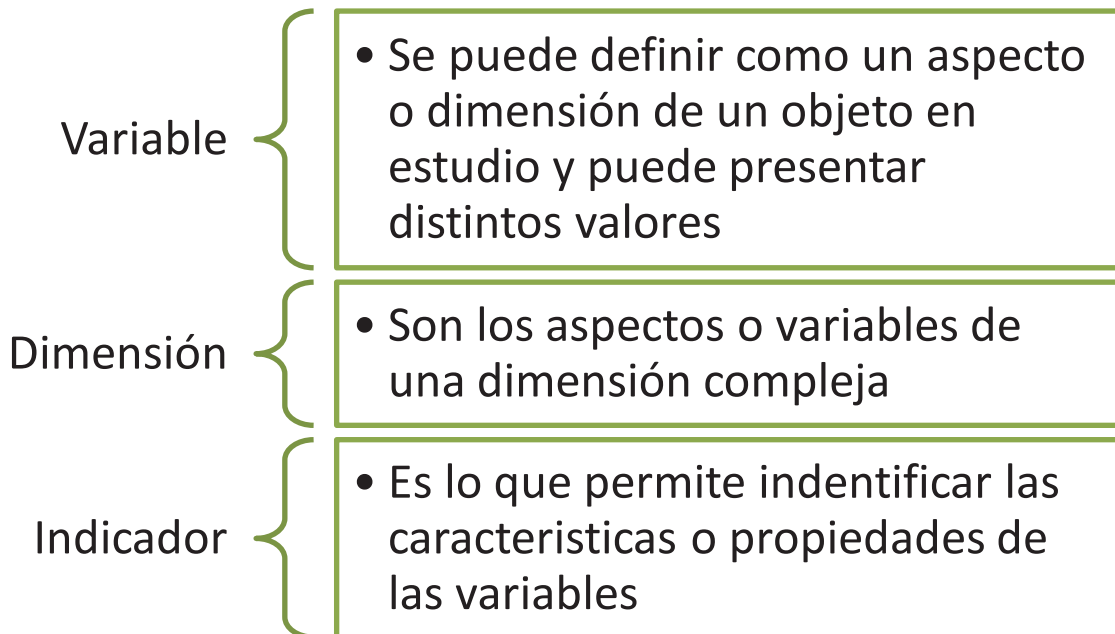 Variable
• Se puede definir como un aspecto
o dimensión de un objeto en
estudio y puede presentar
distintos valores
Dimensión
• Son los aspectos o variables de
una dimensión compleja
Indicador
• Es lo que permite indentificar las
caracteristicas o propiedades de
las variables